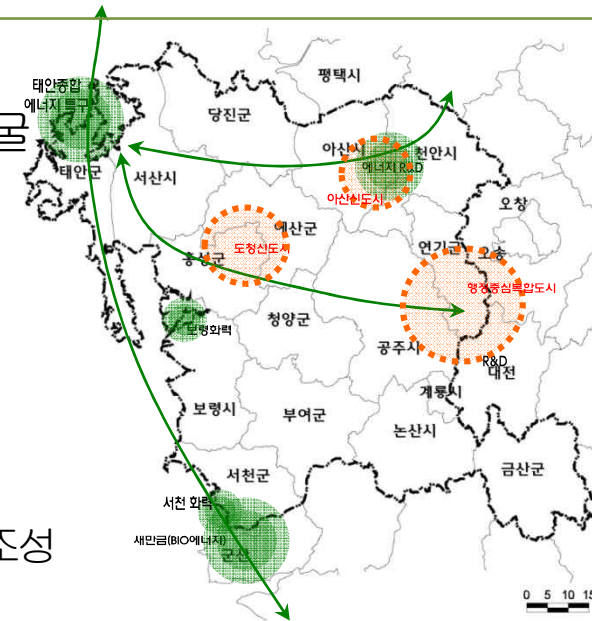 평택시
태안종합
에너지 특구
굴
당진군
아산시
천안시
에너지 R&D
태안군
서산시
아산신도시
오창
예산군
연기군
오송
도청신도시
홍성군
행정중심복합도시
청양군
보령화력
공주시
R&D
대전
계룡시
보령시
부여군
논산시
금산군
서천군
서천 화력
새만금(BIO에너지)
군산
조성
0 5 10 15